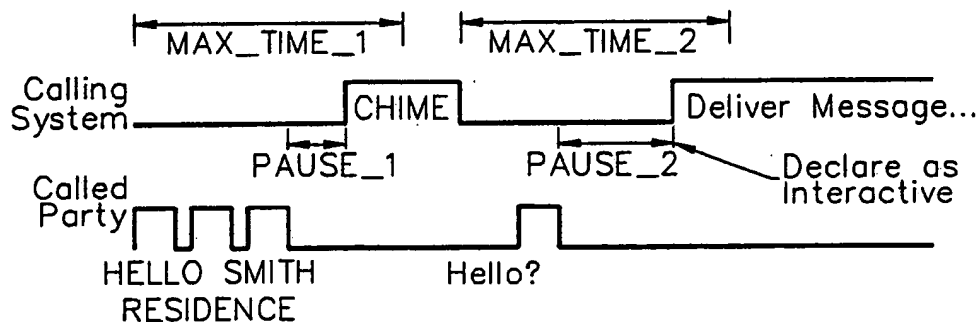 MAX_TIME_1
MAX_TIME_2
Calling
System
CHIME
Deliver Message...
PAUSE_1
PAUSE_2
Declare as
Interactive
Called
Party
HELLO SMITH
RESIDENCE
Hello?